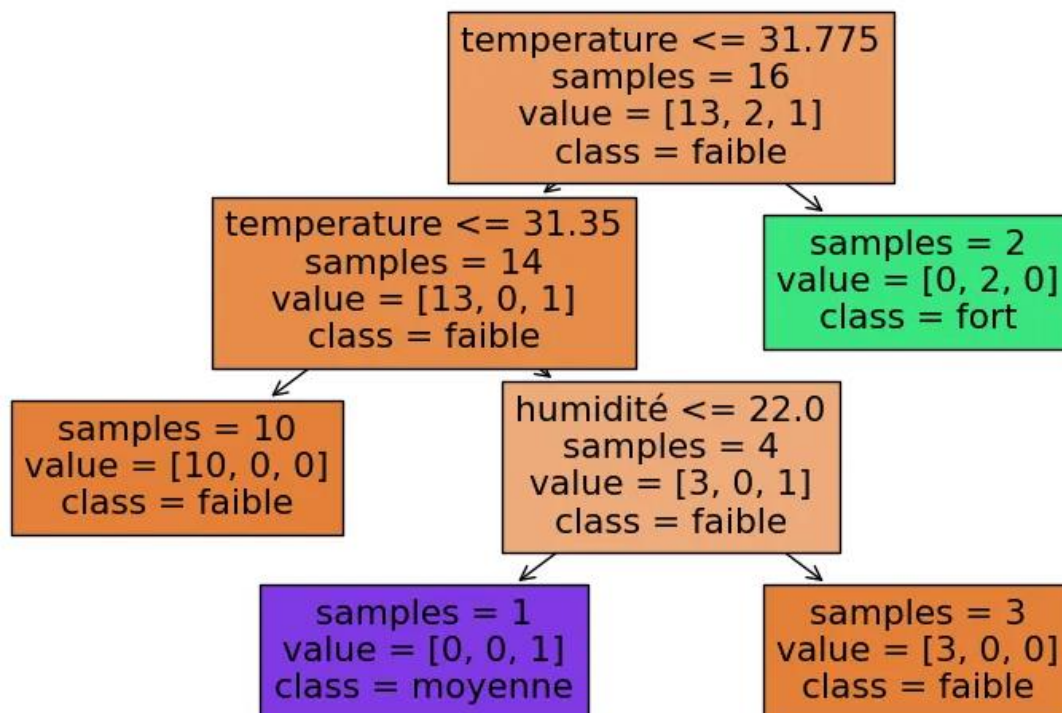 temperature <= 31.775
samples = 16
value = [13, 2, 1]
class = faible
temperature <= 31.35
samples = 14
value = [13, 0, 1]
class = faible
samples = 2
value = [0, 2, 0]
class = fort
samples = 10
value = [10, 0, 0]
class = faible
humidité <= 22.0
samples = 4
value = [3, 0, 1]
class = faible
samples = 1
value = [0, 0, 1]
class = moyenne
samples = 3
value = [3, 0, 0]
class = faible